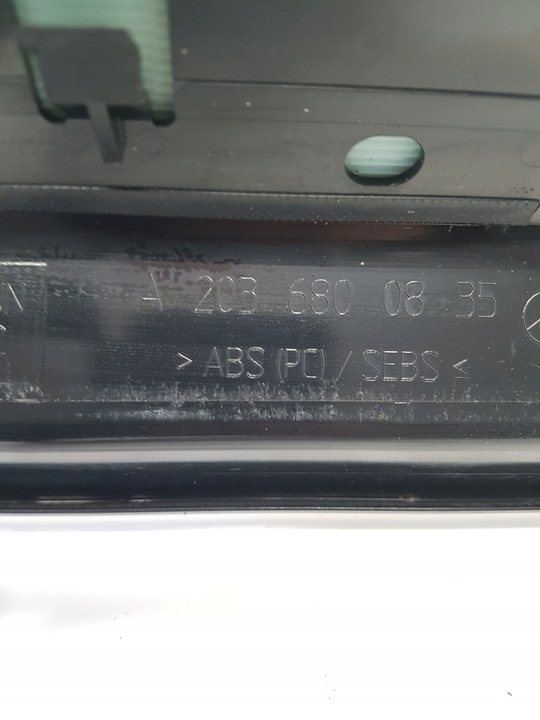 A 203 680 08 35
> ABS (PC) / SEBS <